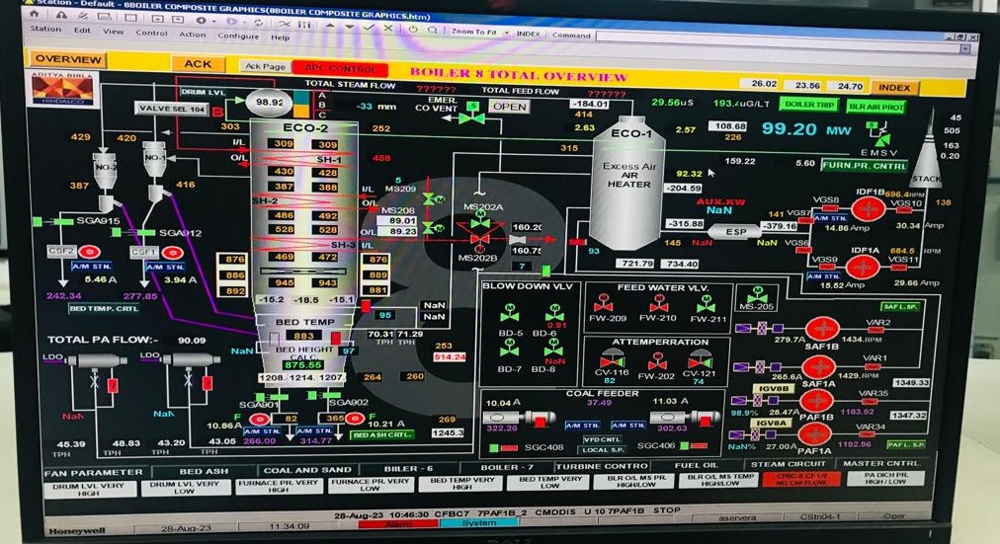 Station - Default - 8BOILER COMPOSITE GRAPHICS(8BOILER COMPOSITE GRAPHICS.htm)
Zoom To Fit INDEX Command
Station Edit View Control Action Configure Help
OVERVIEW ACK Ack Page APC CONTROL BOILER 8 TOTAL OVERVIEW 26.02 23.56 24.70 INDEX
ADITYA BIRLA
HINDALCO
DRUM LVL 98.92 A B C TOTAL STEAM FLOW ?????? TOTAL FEED FLOW ??????
VALVE SEL 104 B -33 mm EMER. CO VENT OPEN -184.01 29.56uS 193.4uG/LT BOILER TRIP BLR AIR PROT
414
2.63 ECO-1 2.57 108.68 226 99.20 MW
303 ECO-2 252 315 EMSV
429 420 I/L 309 309 SH-1
O/L 458 159.22 5.60 FURN.PR. CNTRL
45 505 163 0.20
STACK
NO-2 NO-1 430 428 Excess Air AIR HEATER 92.32
387 416 387 388 I/L 5 MS209 -204.59
SH-2 MS208 MS202A IDF1B 696.4RPM
486 492 89.01 AUX.KW NaN
SGA915 SGA912 528 528 O/L 89.23 160.20 141 VGS7 VGS8 VGS10 138
SH-3 -315.88 ESP -379.16 14.86 Amp 30.34 Amp
469 472 MS202B 160.75 145 NaN NaN VGS6
CSF2 CSF1 876 876 7 93 IDF1A 684.5 RPM
A/M STN. A/M STN. 886 889 721.79 734.40 VGS9 VGS11
5.46 A 3.94 A 945 943 15.52 Amp 29.66 Amp
892 881
242.34 277.85 -15.2 -18.5 -15.1
BED TEMP. CRTL 95 NaN NaN
BLOW DOWN VLV FEED WATER VLV. MS-205 SAF L.SP.
BED TEMP 70.31 TPH 71.29 TPH
TOTAL PA FLOW:- 90.09 883 FW-209 FW-210 FW-211
BD-5 0.91 BD-6 279.7A SAF1B 1434.RPM VAR2
LDO LDO NaN BED HEIGHT CALC. 97 253 514.24
875.55 ATTEMPERRATION
NaN BD-7 BD-8 VAR1
1208. 1214. 1207. 264 260 CV-116 82 FW-202 CV-121 74 265.6A SAF1A 1429.RPM 1349.33
SGA901 SGA902 COAL FEEDER IGV8B VAR35
NaN NaN 10.04 A 37.49 11.03 A 98.98% 28.47A PAF1B 1183.92
F 82 365 F 269 1347.32
10.86A 10.21 A 322.26 A/M STN. A/M STN. 302.63 IGV8A VAR34
A/M STN. A/M STN. BED ASH CRTL. 1245.3 VFD CNTL
45.39 TPH 48.83 TPH 43.20 TPH 43.05 TPH 266.00 314.77 SGC408 LOCAL S.P. SGC406 NaN% 27.00A PAF1A 1192.96 PAF L. S.P.
FAN PARAMETER BED ASH COAL AND SAND BIILER - 6 BOILER - 7 TURBINE CONTRO FUEL OIL STEAM CIRCUIT MASTER CNTRL.
DRUM LVL VERY HIGH DRUM LVL VERY LOW FURNACE PR. VERY HIGH FURNACE PR. VERY LOW BED TEMP VERY HIGH BED TEMP VERY LOW BLR O/L MS PR. HIGH/LOW BLR O/L MS TEMP HIGH/LOW CFBC-8 CF 1/2 NO CW FLOW PA DICH PR. HIGH / LOW
28-Aug-23 10:46:30 CFBC7 7PAF1B_2 CMDDIS U 10 7PAF1B STOP
Honeywell 28-Aug-23 11:34:09 Alarm System aservera CStn04-1 Oper